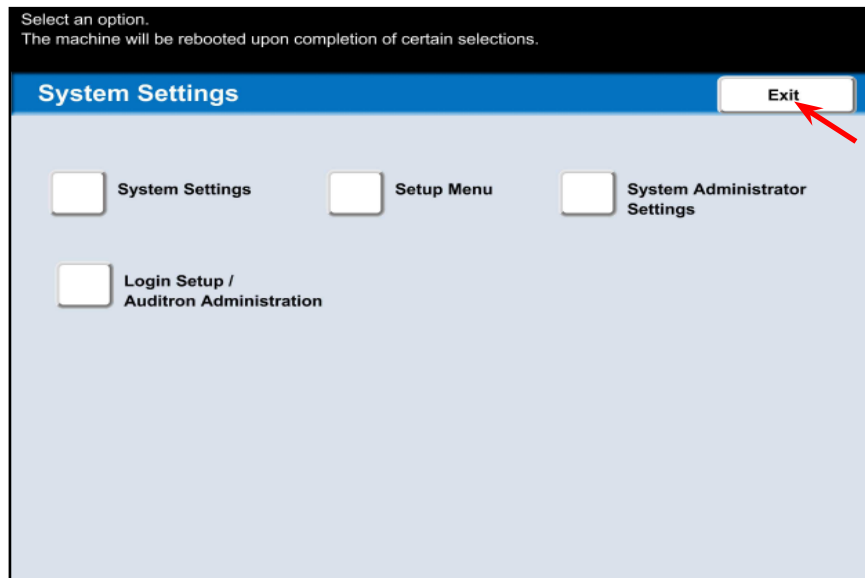 Select an option.
The machine will be rebooted upon completion of certain selections.
System Settings
Exit
System Settings
Setup Menu
System Administrator
Settings
Login Setup /
Auditron Administration